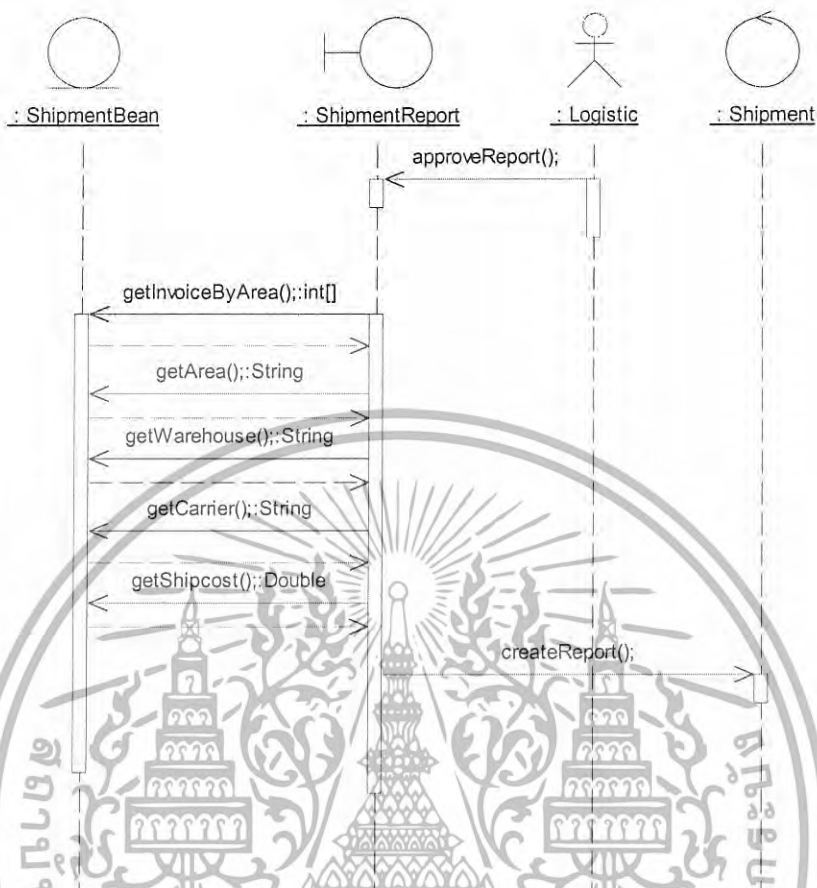 : ShipmentBean
: ShipmentReport
: Logistic
: Shipment
approveReport();
getInvoiceByArea();:int[]
getArea();:String
getWarehouse();:String
getCarrier();:String
getShipcost();:Double
createReport();